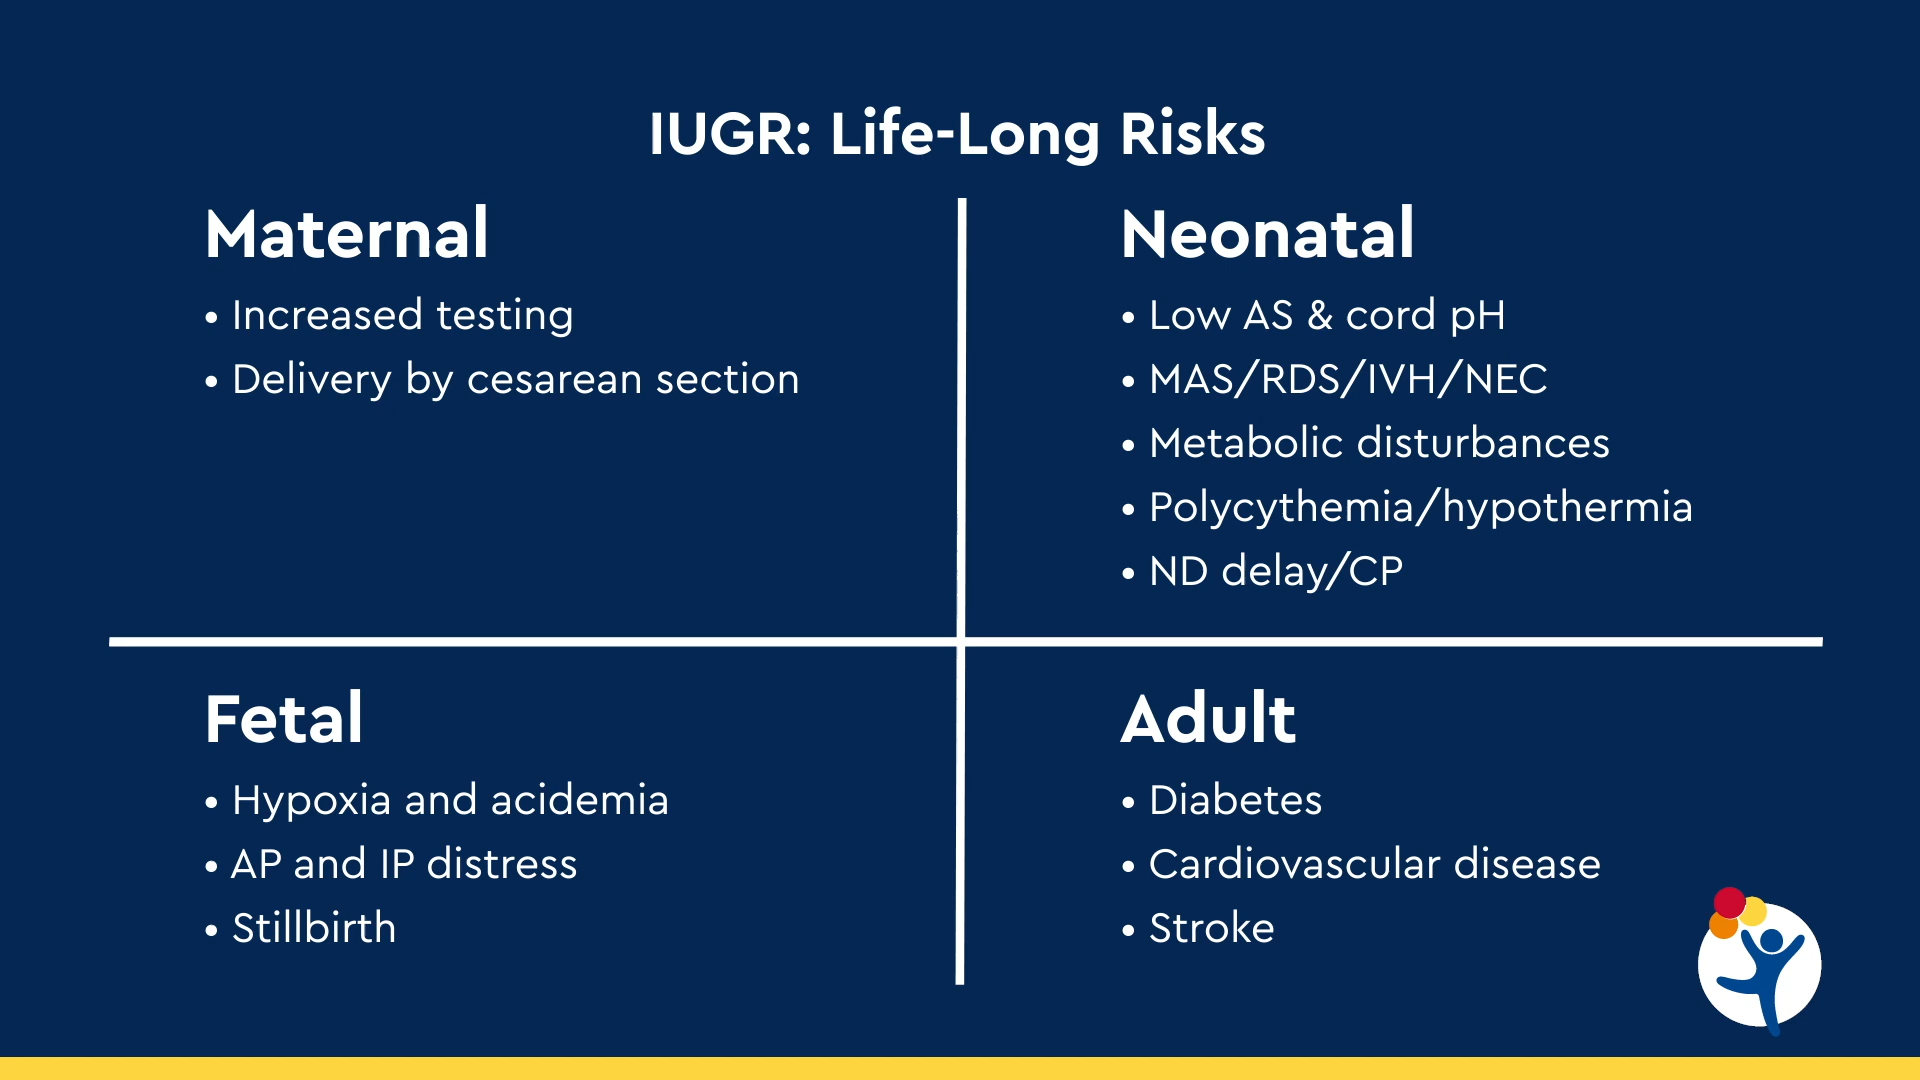 IUGR: Life-Long Risks
Maternal
• Increased testing
• Delivery by cesarean section
Neonatal
• Low AS & cord pH
• MAS/RDS/IVH/NEC
• Metabolic disturbances
• Polycythemia/hypothermia
• ND delay/CP
Fetal
• Hypoxia and acidemia
• AP and IP distress
• Stillbirth
Adult
• Diabetes
• Cardiovascular disease
• Stroke